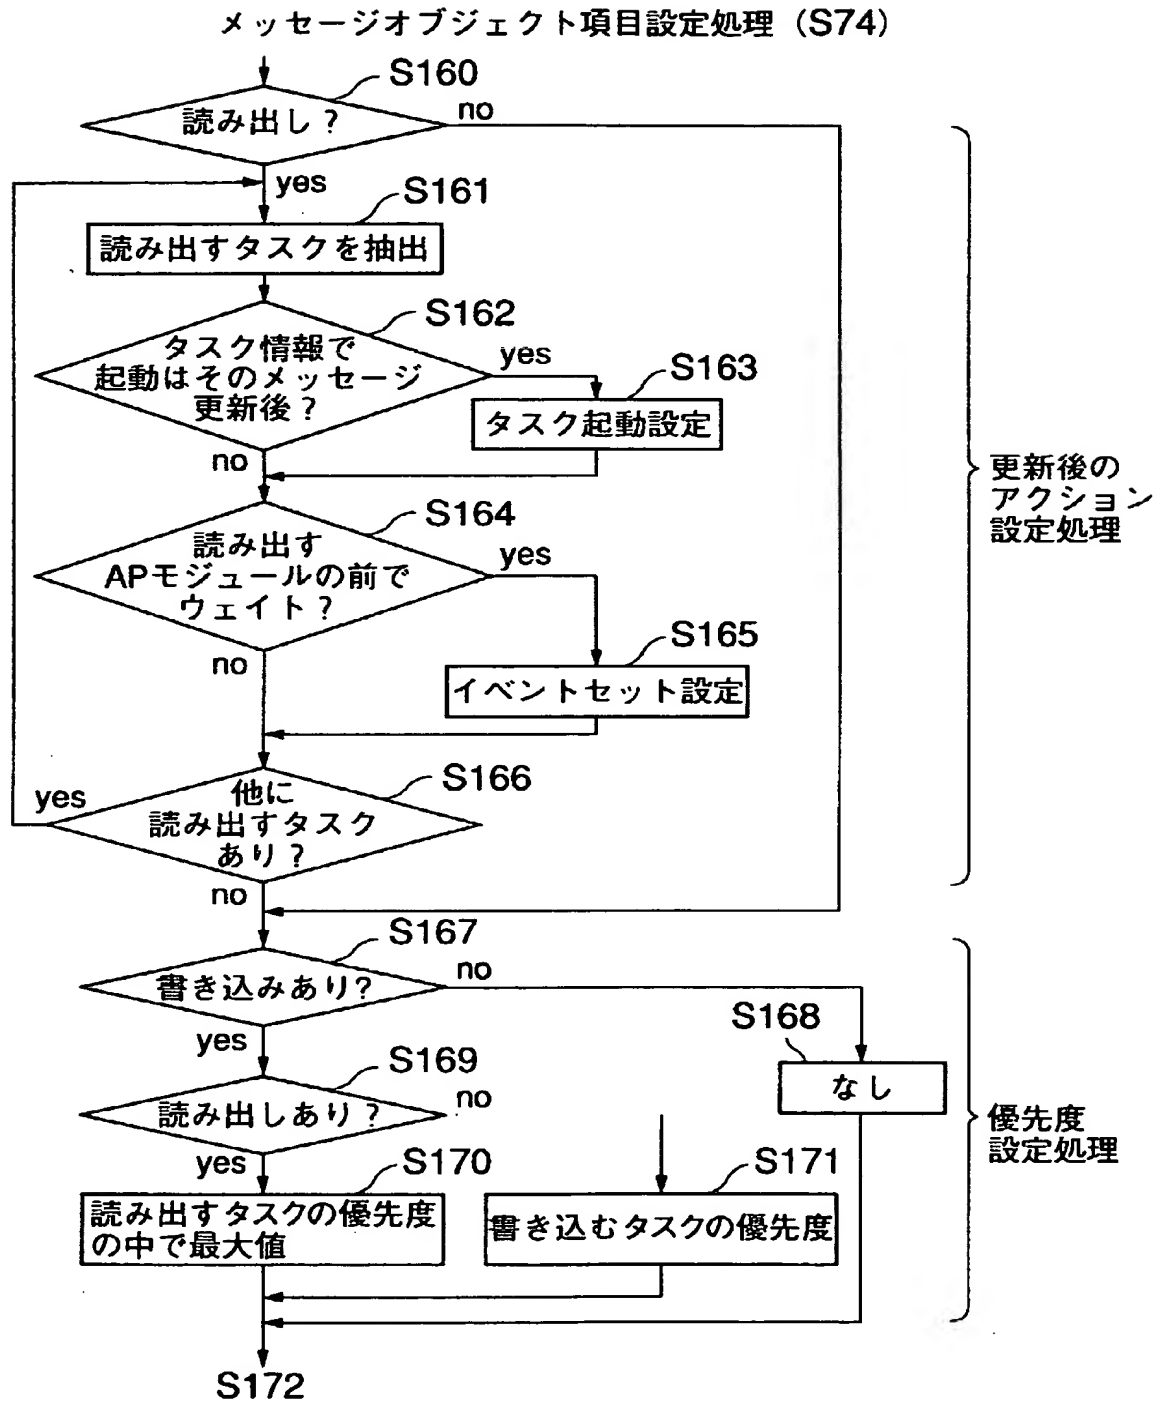 メッセージオブジェクト項目設定処理（S74）
S160
読み出し？
no
yes
S161
読み出すタスクを抽出
S162
タスク情報で
起動はそのメッセージ
更新後？
yes
S163
タスク起動設定
no
S164
読み出す
APモジュールの前で
ウェイト？
yes
S165
イベントセット設定
no
S166
他に
読み出すタスク
あり？
yes
no
更新後の
アクション
設定処理
S167
書き込みあり？
no
S168
なし
yes
S169
読み出しあり？
no
yes
S170
読み出すタスクの優先度
の中で最大値
S171
書き込むタスクの優先度
優先度
設定処理
S172